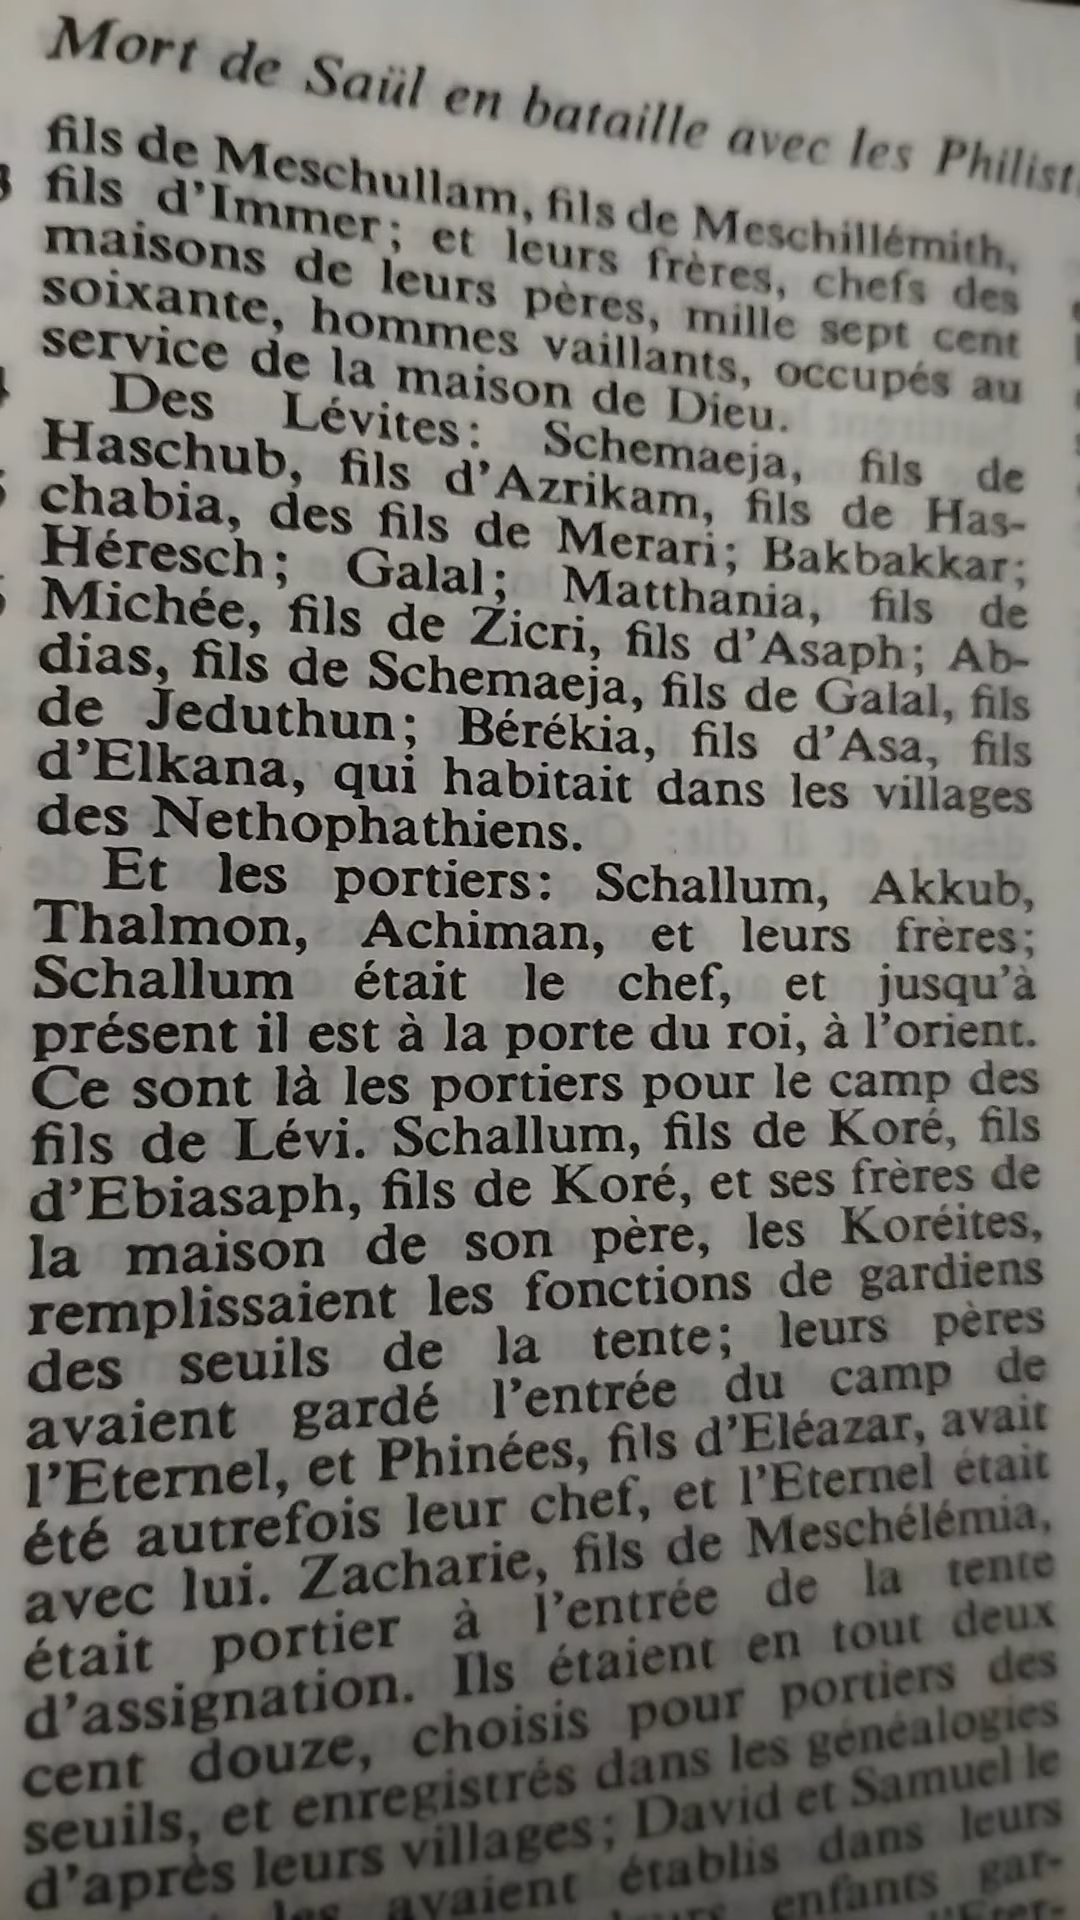 Mort de Saül en bataille avec les Philist
fils de Meschullam, fils de Meschillémith,
3 fils d'Immer; et leurs frères, chefs des
maisons de leurs pères, mille sept cent
soixante, hommes vaillants, occupés au
service de la maison de Dieu.
4 Des Lévites: Schemaeja, fils de
Haschub, fils d'Azrikam, fils de Has-
5 chabia, des fils de Merari; Bakbakkar;
Héresch; Galal; Matthania, fils de
6 Michée, fils de Zicri, fils d'Asaph; Ab-
dias, fils de Schemaeja, fils de Galal, fils
de Jeduthun; Bérékia, fils d'Asa, fils
d'Elkana, qui habitait dans les villages
des Nethophathiens.
Et les portiers: Schallum, Akkub,
Thalmon, Achiman, et leurs frères;
Schallum était le chef, et jusqu'à
présent il est à la porte du roi, à l'orient.
Ce sont là les portiers pour le camp des
fils de Lévi. Schallum, fils de Koré, fils
d'Ebiasaph, fils de Koré, et ses frères de
la maison de son père, les Koréites,
remplissaient les fonctions de gardiens
des seuils de la tente; leurs pères
avaient gardé l'entrée du camp de
l'Eternel, et Phinées, fils d'Eléazar, avait
été autrefois leur chef, et l'Eternel était
avec lui. Zacharie, fils de Meschélémia,
était portier à l'entrée de la tente
d'assignation. Ils étaient en tout deux
cent douze, choisis pour portiers des
seuils, et enregistrés dans les généalogies
d'après leurs villages; David et Samuel le
les avaient établis dans leurs
enfants gar-